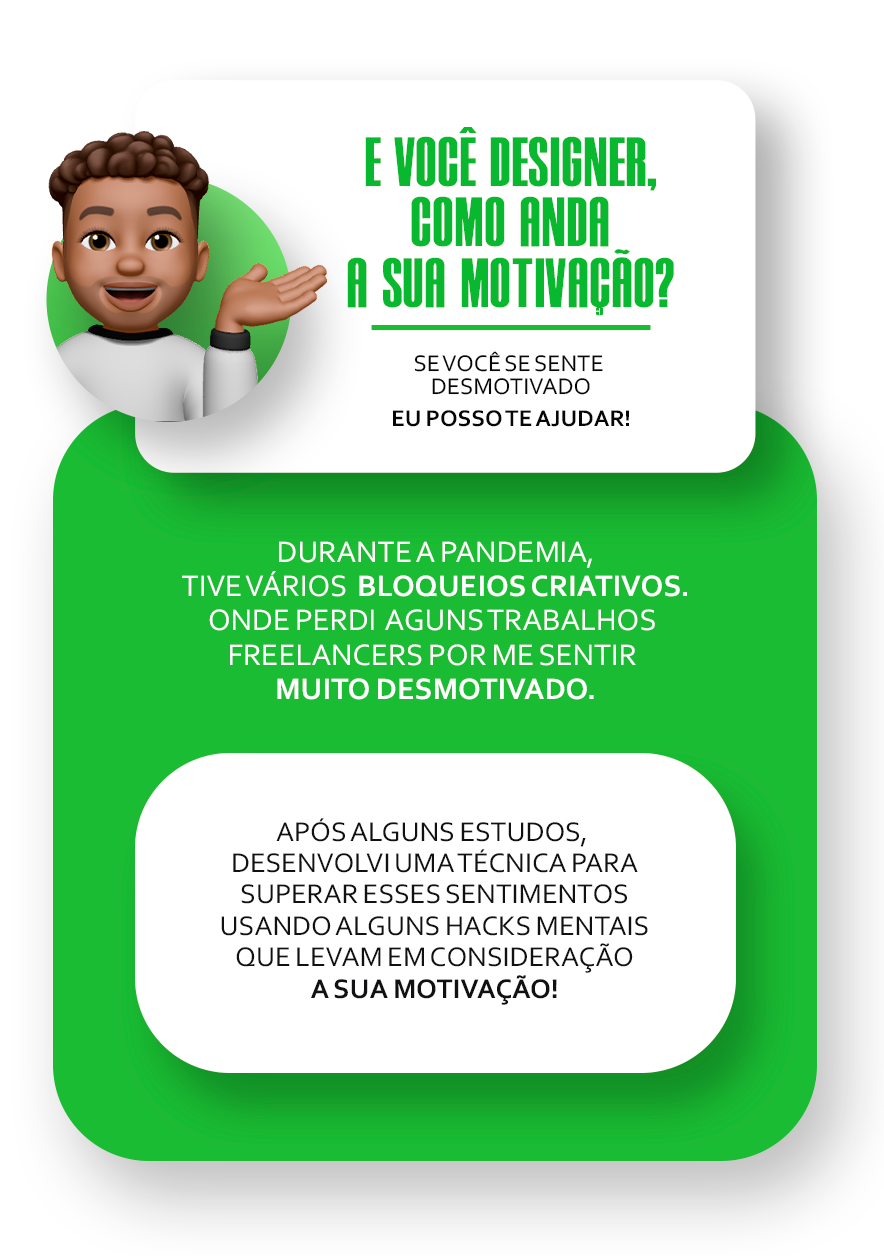 E VOCÊ DESIGNER,
COMO ANDA
A SUA MOTIVAÇÃO?
SE VOCÊ SE SENTE
DESMOTIVADO
EU POSSO TE AJUDAR!
DURANTE A PANDEMIA,
TIVE VÁRIOS BLOQUEIOS CRIATIVOS.
ONDE PERDI AGUNS TRABALHOS
FREELANCERS POR ME SENTIR
MUITO DESMOTIVADO.
APÓS ALGUNS ESTUDOS,
DESENVOLVI UMA TÉCNICA PARA
SUPERAR ESSES SENTIMENTOS
USANDO ALGUNS HACKS MENTAIS
QUE LEVAM EM CONSIDERAÇÃO
A SUA MOTIVAÇÃO!